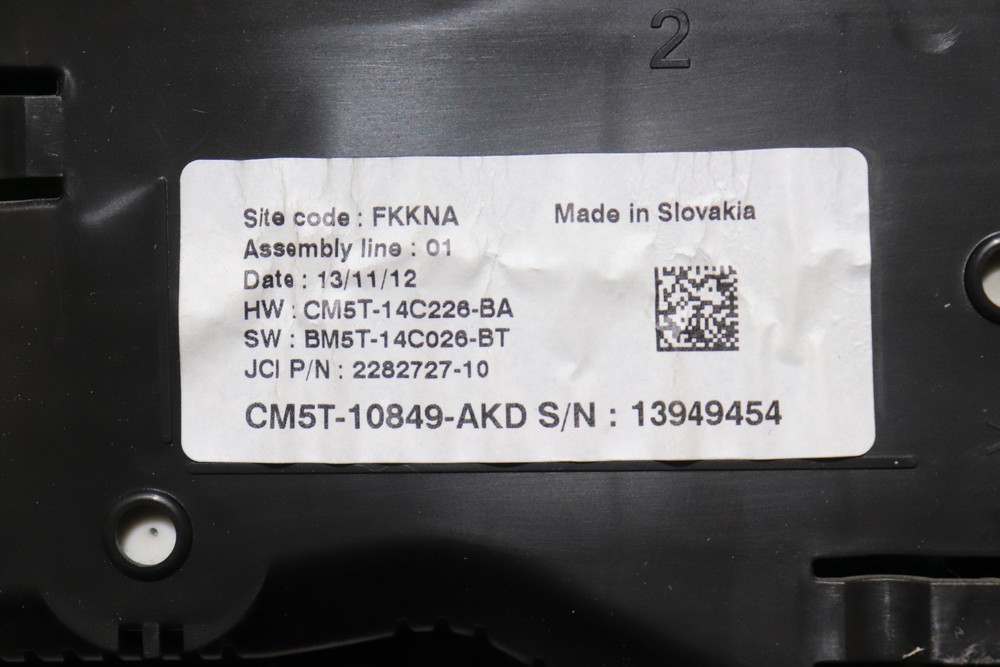 2
Site code : FKKNA
Made in Slovakia
Assembly line : 01
Date : 13/11/12
HW : CM5T-14C226-BA
SW : BM5T-14C026-BT
JCI P/N : 2282727-10
CM5T-10849-AKD S/N : 13949454